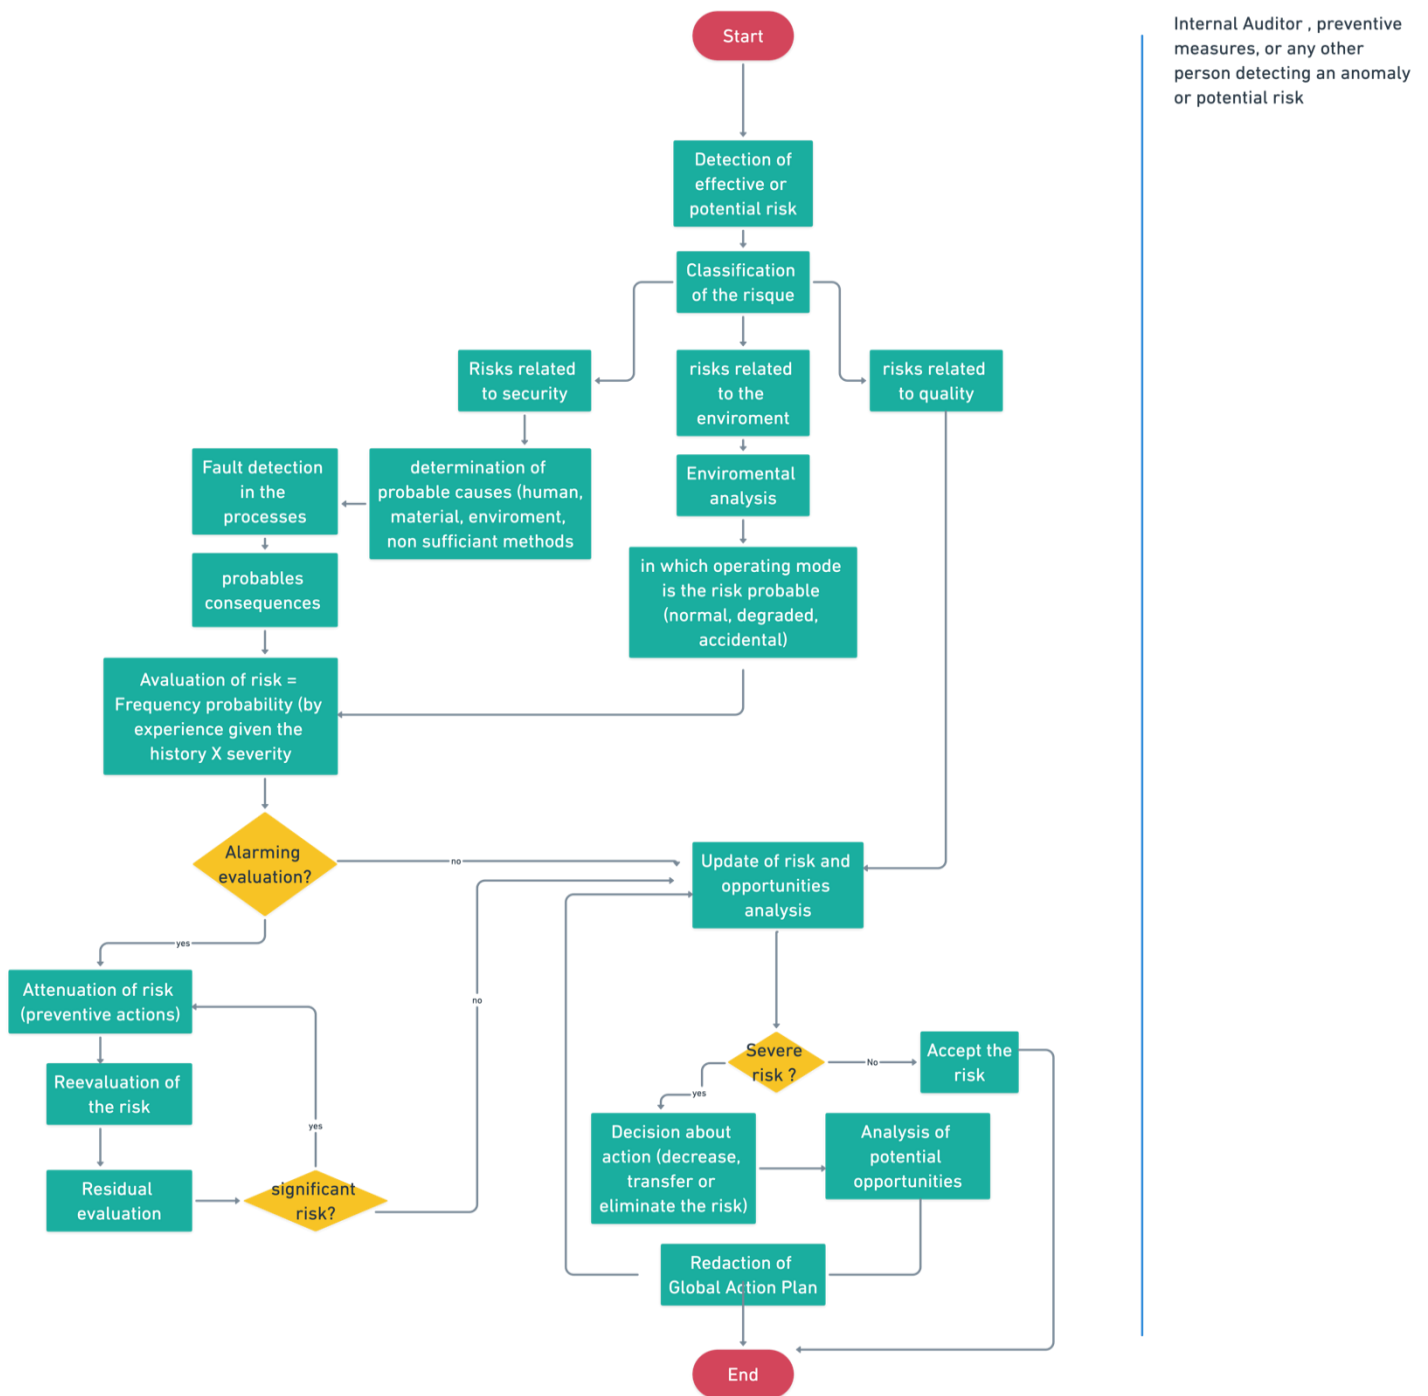 Start
Internal Auditor , preventive
measures, or any other
person detecting an anomaly
or potential risk
Detection of
effective or
potential risk
Classification
of the risque
Risks related
to security
risks related
to the
enviroment
risks related
to quality
Fault detection
in the
processes
determination of
probable causes (human,
material, enviroment,
non sufficiant methods
Enviromental
analysis
probables
consequences
in which operating mode
is the risk probable
(normal, degraded,
accidental)
Avaluation of risk =
Frequency probability (by
experience given the
history X severity
Alarming
evaluation?
no
Update of risk and
opportunities
analysis
yes
Attenuation of risk
(preventive actions)
no
Reevaluation of
the risk
yes
Residual
evaluation
significant
risk?
Severe
risk ?
No
Accept the
risk
yes
Decision about
action (decrease,
transfer or
eliminate the risk)
Analysis of
potential
opportunities
Redaction of
Global Action Plan
End